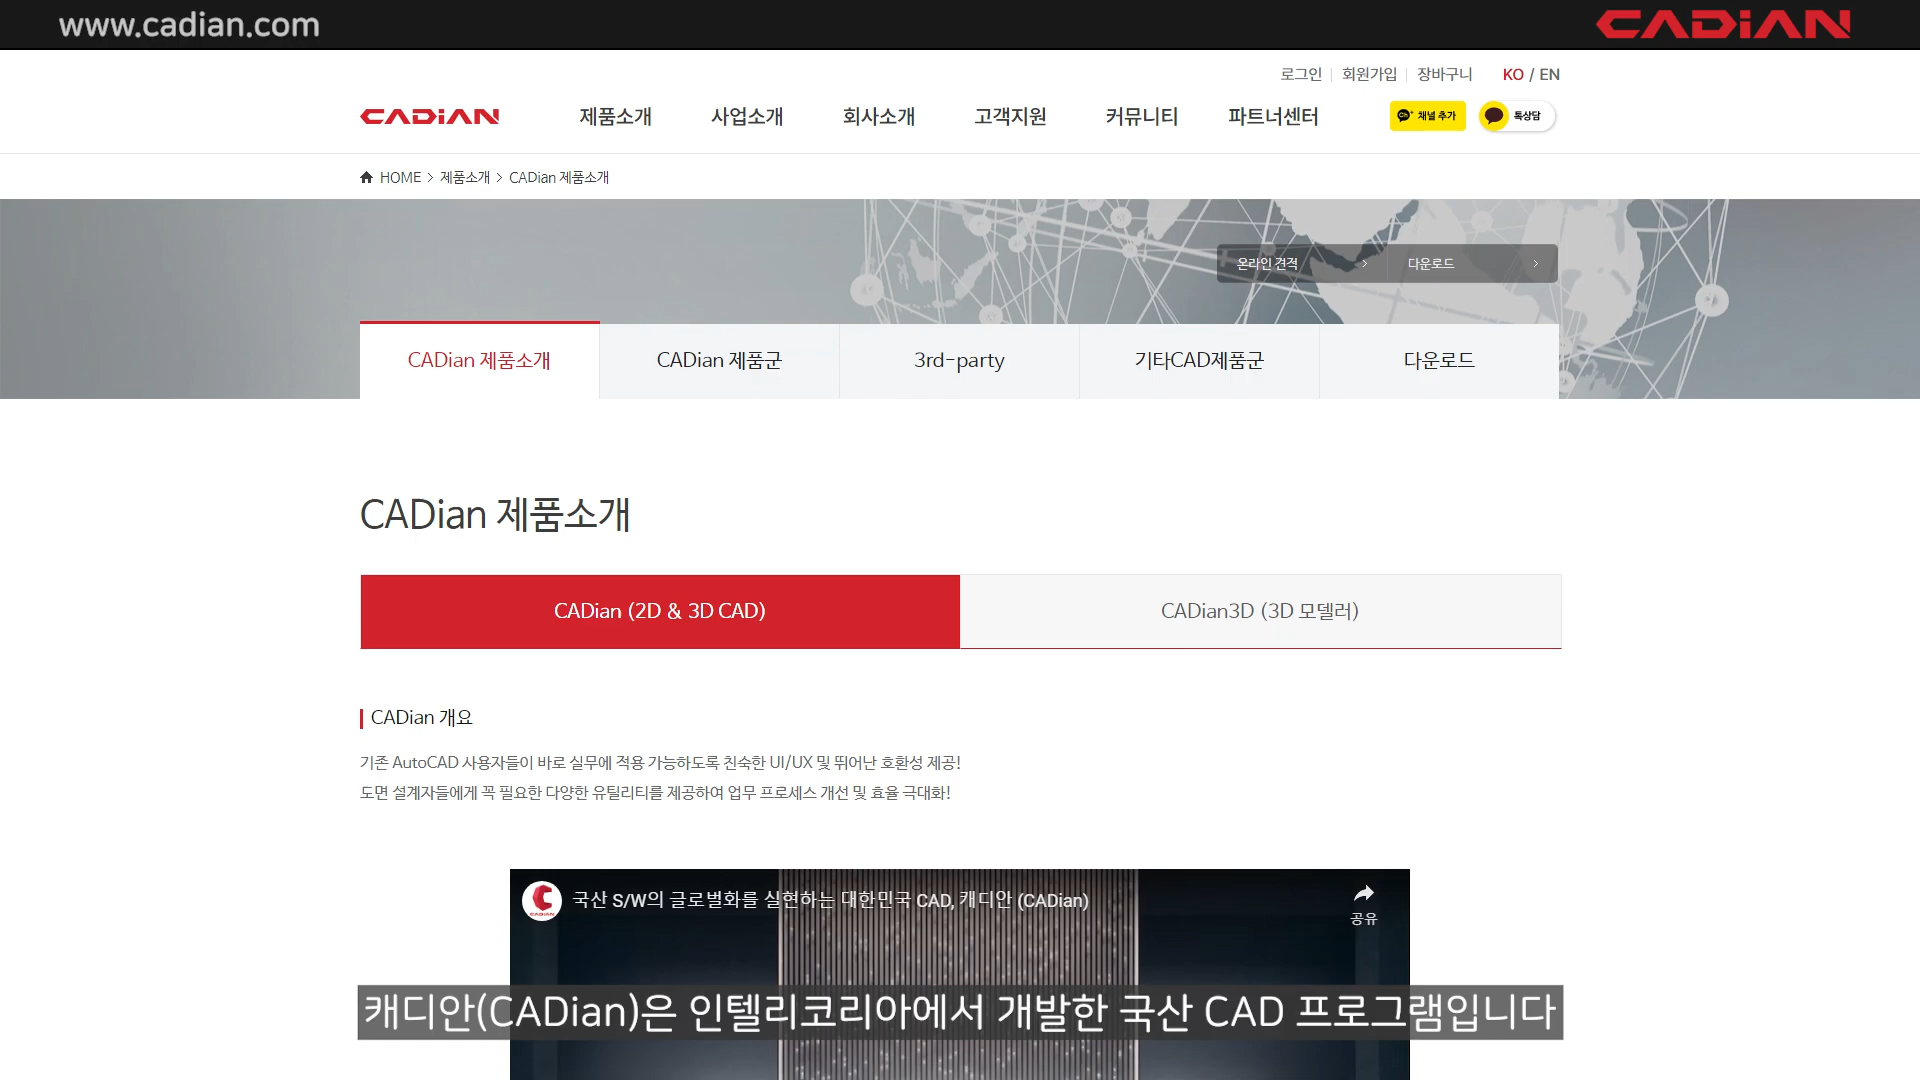 www.cadian.com
CADiAN
로그인 회원가입 장바구니 KO / EN
CADiAN 제품소개 사업소개 회사소개 고객지원 커뮤니티 파트너센터 Ch+ 채널 추가 톡상담
HOME > 제품소개 > CADian 제품소개
온라인 견적 > 다운로드 >
CADian 제품소개 CADian 제품군 3rd-party 기타CAD제품군 다운로드
CADian 제품소개
CADian (2D & 3D CAD) CADian3D (3D 모델러)
CADian 개요
기존 AutoCAD 사용자들이 바로 실무에 적용 가능하도록 친숙한 UI/UX 및 뛰어난 호환성 제공!
도면 설계자들에게 꼭 필요한 다양한 유틸리티를 제공하여 업무 프로세스 개선 및 효율 극대화!
CADIAN 국산 S/W의 글로벌화를 실현하는 대한민국 CAD, 캐디안 (CADian)
공유
캐디안(CADian)은 인텔리코리아에서 개발한 국산 CAD 프로그램입니다